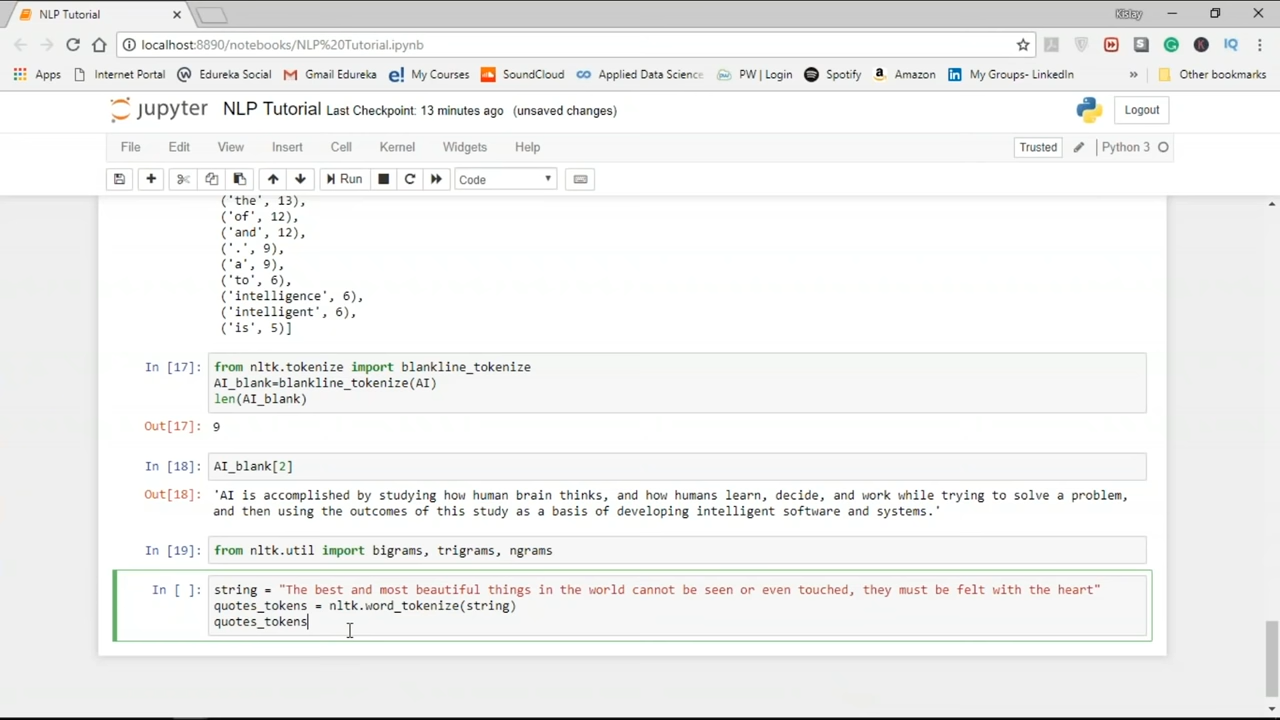 NLP Tutorial
Kislay
localhost:8890/notebooks/NLP%20Tutorial.ipynb
Apps Internet Portal Edureka Social Gmail Edureka My Courses SoundCloud Applied Data Science PW | Login Spotify Amazon My Groups- LinkedIn » Other bookmarks
jupyter NLP Tutorial Last Checkpoint: 13 minutes ago (unsaved changes) Logout
File Edit View Insert Cell Kernel Widgets Help Trusted Python 3
Run Code
('the', 13),
('of', 12),
('and', 12),
('.', 9),
('a', 9),
('to', 6),
('intelligence', 6),
('intelligent', 6),
('is', 5)]
In [17]: from nltk.tokenize import blankline_tokenize
AI_blank=blankline_tokenize(AI)
len(AI_blank)
Out[17]: 9
In [18]: AI_blank[2]
Out[18]: 'AI is accomplished by studying how human brain thinks, and how humans learn, decide, and work while trying to solve a problem,
and then using the outcomes of this study as a basis of developing intelligent software and systems.'
In [19]: from nltk.util import bigrams, trigrams, ngrams
In [ ]: string = "The best and most beautiful things in the world cannot be seen or even touched, they must be felt with the heart"
quotes_tokens = nltk.word_tokenize(string)
quotes_tokens